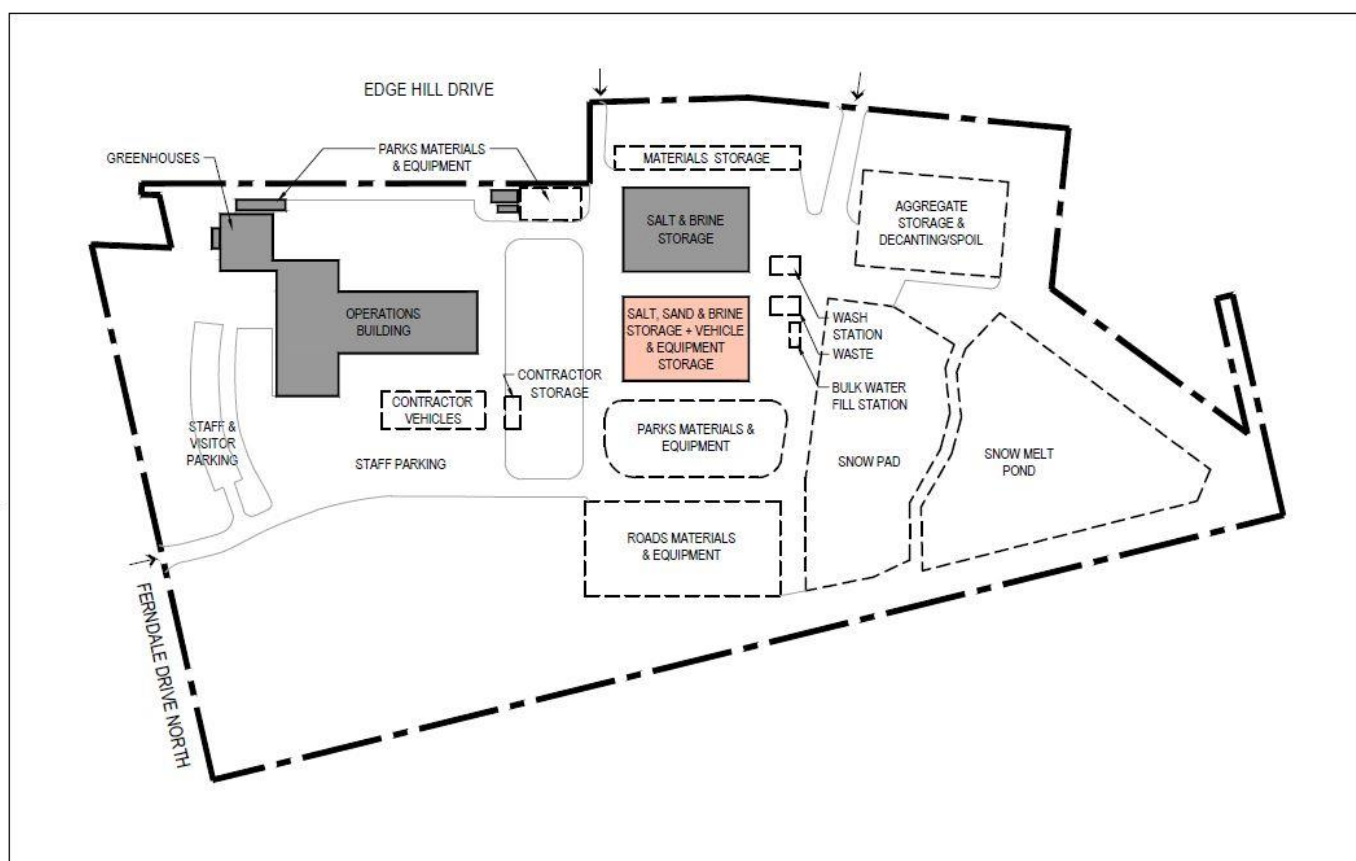 EDGE HILL DRIVE
GREENHOUSES
PARKS MATERIALS
& EQUIPMENT
MATERIALS STORAGE
SALT & BRINE
STORAGE
AGGREGATE
STORAGE &
DECANTING/SPOIL
OPERATIONS
BUILDING
SALT, SAND & BRINE
STORAGE + VEHICLE
& EQUIPMENT
STORAGE
WASH
STATION
WASTE
BULK WATER
FILL STATION
CONTRACTOR
STORAGE
CONTRACTOR
VEHICLES
STAFF &
VISITOR
PARKING
STAFF PARKING
PARKS MATERIALS &
EQUIPMENT
SNOW PAD
SNOW MELT
POND
ROADS MATERIALS
& EQUIPMENT
FERNDALE DRIVE NORTH